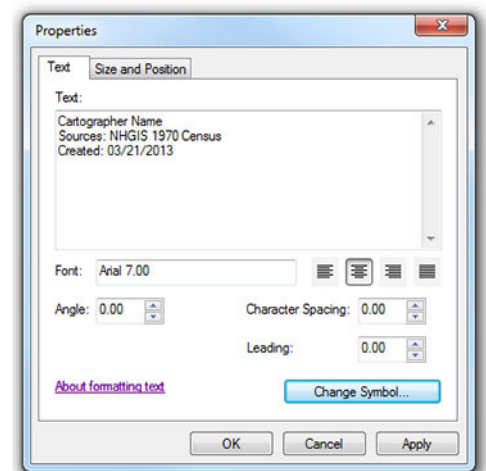 Properties
Text
Size and Position
Text:
Cartographer Name
Sources: NHGIS 1970 Census
Created: 03/21/2013
Font: Arial 7.00
Angle: 0.00 Character Spacing: 0.00
Leading: 0.00
About formatting text Change Symbol...
OK Cancel Apply